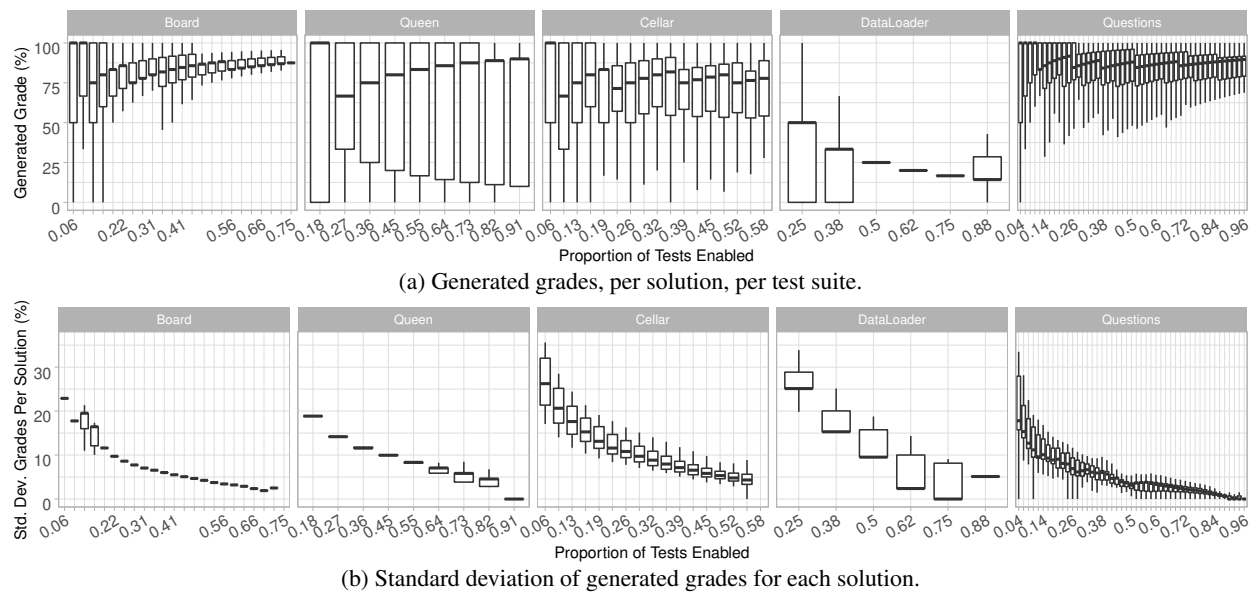 Board Queen Cellar DataLoader Questions
Generated Grade (%)
100
75
50
25
0
0.06 0.22 0.31 0.41 0.56 0.66 0.75
0.18 0.27 0.36 0.45 0.55 0.64 0.73 0.82 0.91
0.06 0.13 0.19 0.26 0.32 0.39 0.45 0.52 0.58
0.25 0.38 0.5 0.62 0.75 0.88
0.04 0.14 0.26 0.38 0.5 0.6 0.72 0.84 0.96
Proportion of Tests Enabled
(a) Generated grades, per solution, per test suite.
Board Queen Cellar DataLoader Questions
Std. Dev. Grades Per Solution (%)
30
20
10
0
0.06 0.22 0.31 0.41 0.56 0.66 0.75
0.18 0.27 0.36 0.45 0.55 0.64 0.73 0.82 0.91
0.06 0.13 0.19 0.26 0.32 0.39 0.45 0.52 0.58
0.25 0.38 0.5 0.62 0.75 0.88
0.04 0.14 0.26 0.38 0.5 0.6 0.72 0.84 0.96
Proportion of Tests Enabled
(b) Standard deviation of generated grades for each solution.